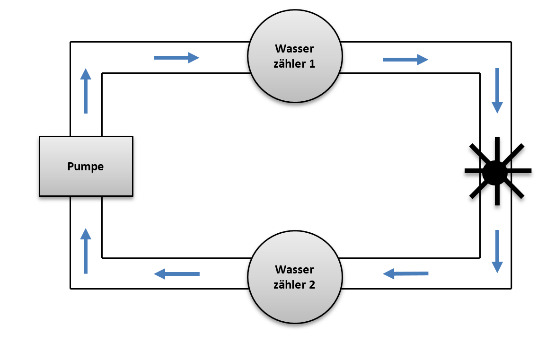 Wasser
zähler 1
Pumpe
Wasser
zähler 2